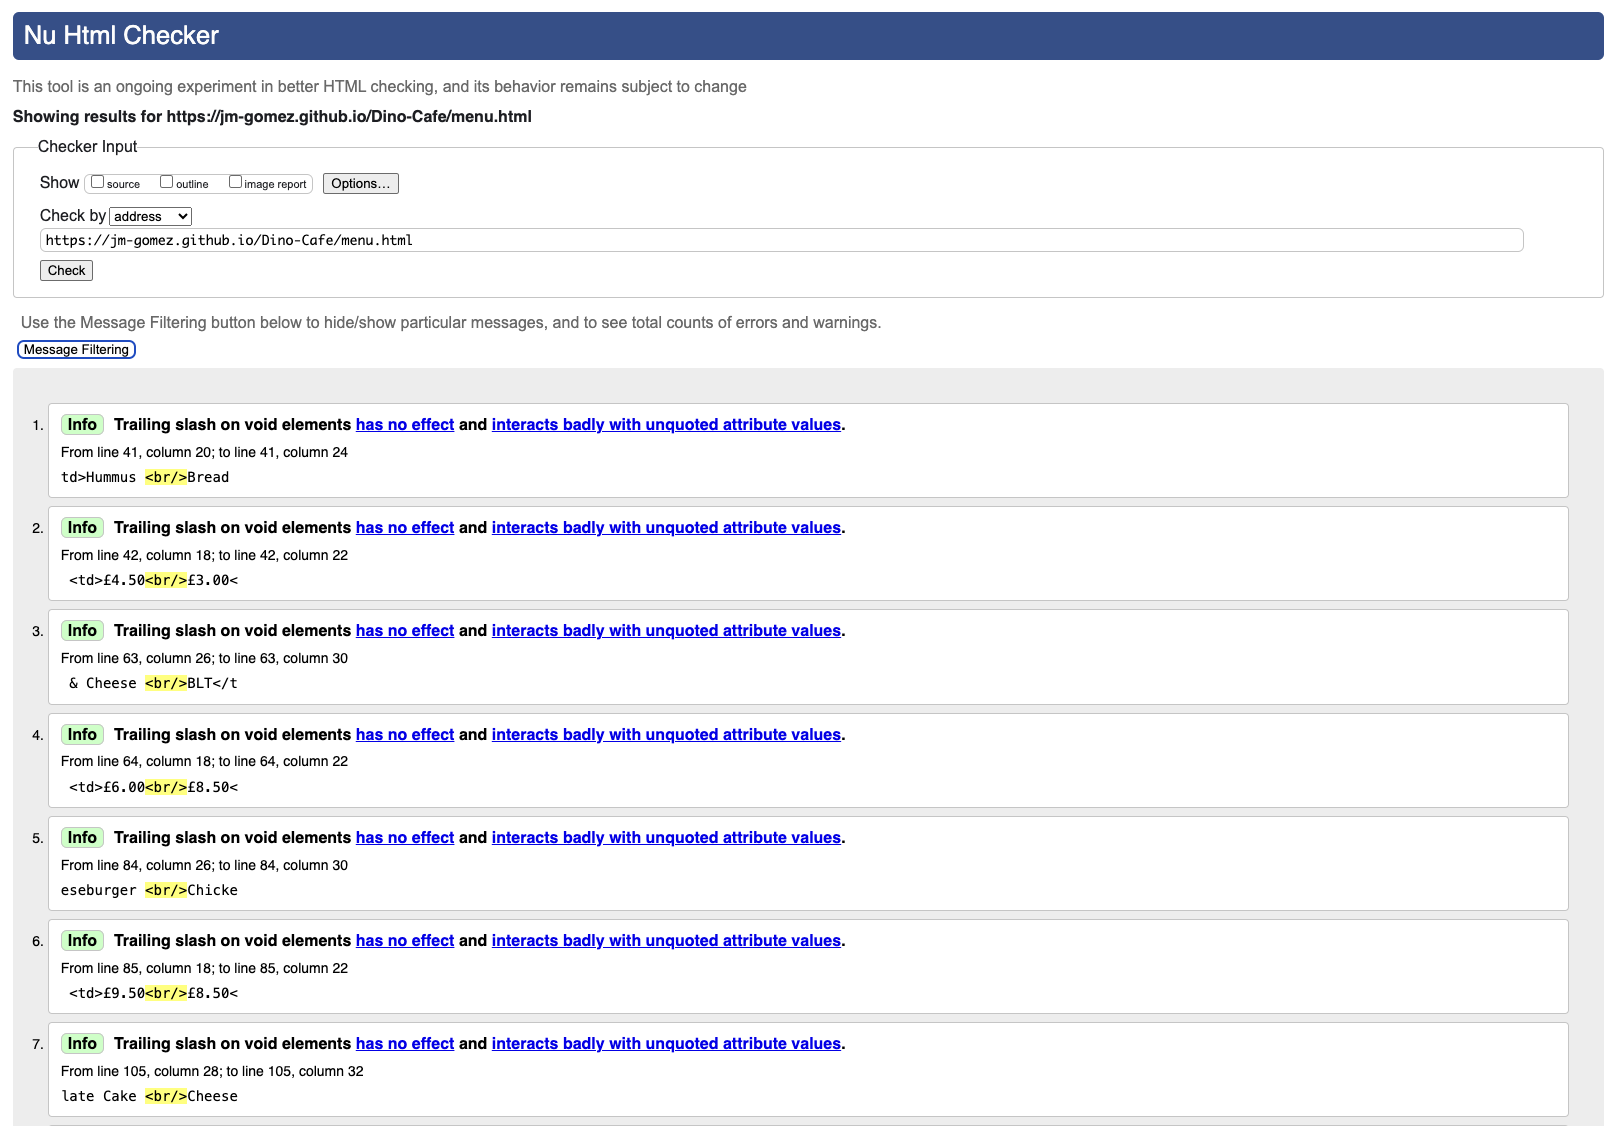 Nu Html Checker
This tool is an ongoing experiment in better HTML checking, and its behavior remains subject to change
Showing results for https://jm-gomez.github.io/Dino-Cafe/menu.html
Checker Input
Show source outline image report Options…
Check by address
https://jm-gomez.github.io/Dino-Cafe/menu.html
Check
Use the Message Filtering button below to hide/show particular messages, and to see total counts of errors and warnings.
Message Filtering
1. Info Trailing slash on void elements has no effect and interacts badly with unquoted attribute values.
From line 41, column 20; to line 41, column 24
td>Hummus <br/>Bread
2. Info Trailing slash on void elements has no effect and interacts badly with unquoted attribute values.
From line 42, column 18; to line 42, column 22
<td>£4.50<br/>£3.00<
3. Info Trailing slash on void elements has no effect and interacts badly with unquoted attribute values.
From line 63, column 26; to line 63, column 30
& Cheese <br/>BLT</t
4. Info Trailing slash on void elements has no effect and interacts badly with unquoted attribute values.
From line 64, column 18; to line 64, column 22
<td>£6.00<br/>£8.50<
5. Info Trailing slash on void elements has no effect and interacts badly with unquoted attribute values.
From line 84, column 26; to line 84, column 30
eseburger <br/>Chicke
6. Info Trailing slash on void elements has no effect and interacts badly with unquoted attribute values.
From line 85, column 18; to line 85, column 22
<td>£9.50<br/>£8.50<
7. Info Trailing slash on void elements has no effect and interacts badly with unquoted attribute values.
From line 105, column 28; to line 105, column 32
late Cake <br/>Cheese